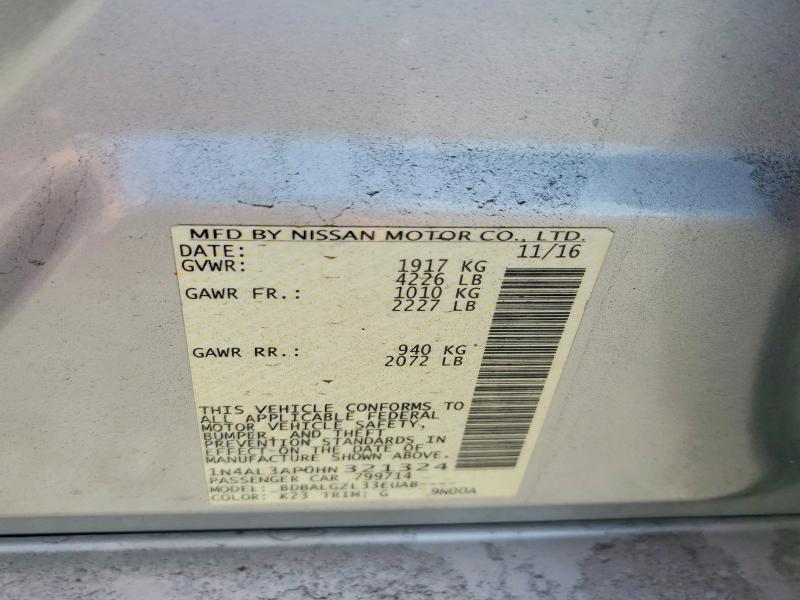 MFD BY NISSAN MOTOR CO., LTD.
DATE: 11/16
GVWR: 1917 KG
4226 LB
GAWR FR.: 1010 KG
2227 LB
GAWR RR.: 940 KG
2072 LB
THIS VEHICLE CONFORMS TO
ALL APPLICABLE FEDERAL
MOTOR VEHICLE SAFETY,
BUMPER, AND THEFT
PREVENTION STANDARDS IN
EFFECT ON THE DATE OF
MANUFACTURE SHOWN ABOVE.
1N4AL3AP0HN 321324
PASSENGER CAR 799714
MODEL: BDBALGZL33EUAB----
COLOR: K23 TRIM: G 9N00A